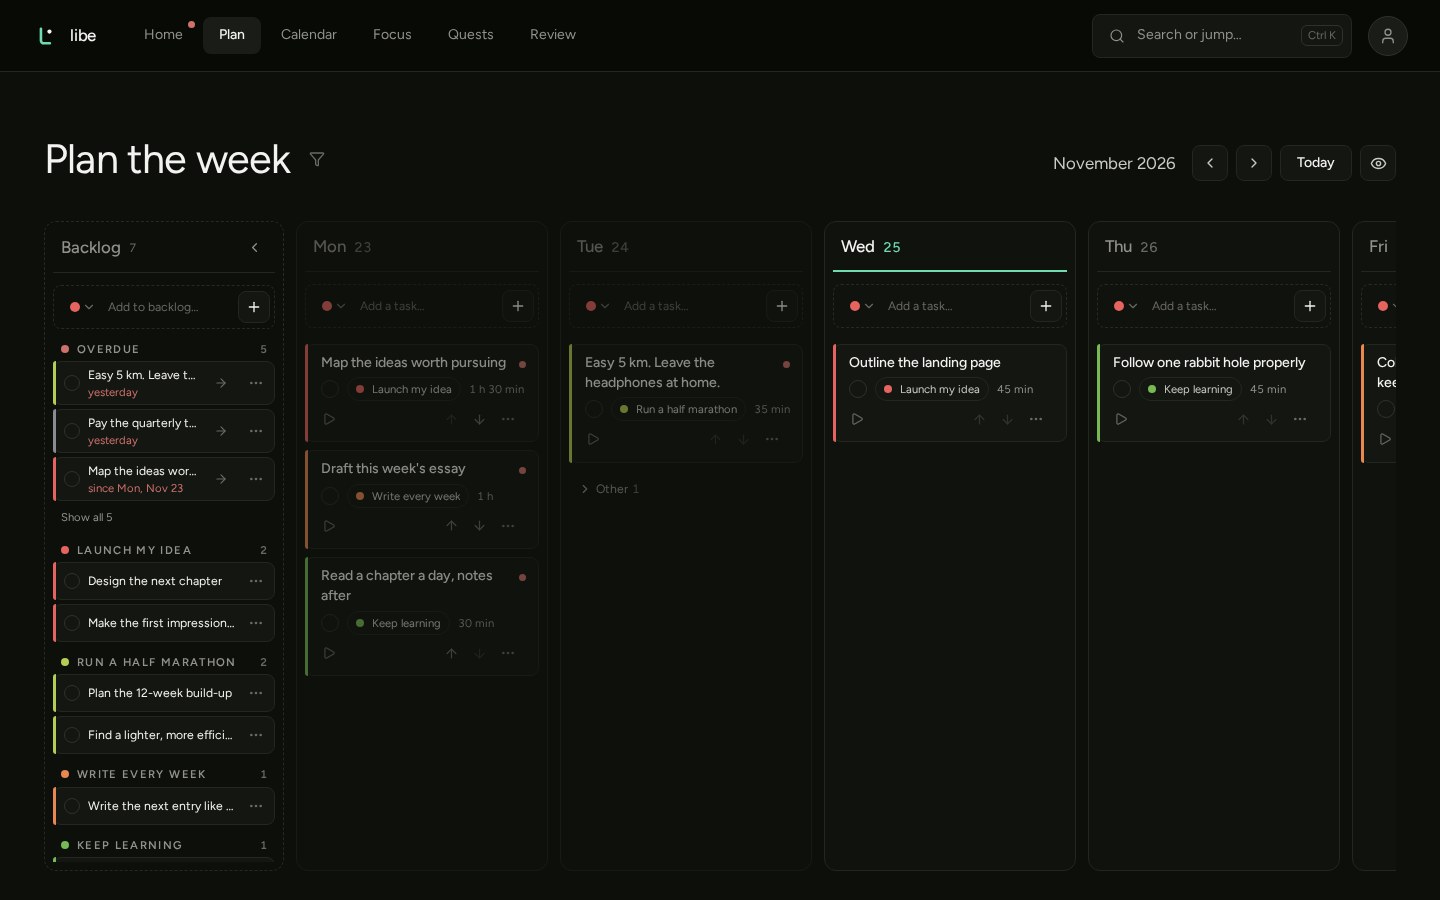 libe
Home
Plan
Calendar
Focus
Quests
Review
Search or jump...
Ctrl K
Plan the week
November 2026
Today
Backlog 7
Add to backlog...
OVERDUE 5
Easy 5 km. Leave t...
yesterday
Pay the quarterly t...
yesterday
Map the ideas wor...
since Mon, Nov 23
Show all 5
LAUNCH MY IDEA 2
Design the next chapter
Make the first impression...
RUN A HALF MARATHON 2
Plan the 12-week build-up
Find a lighter, more effici...
WRITE EVERY WEEK 1
Write the next entry like ...
KEEP LEARNING 1
Mon 23
Add a task...
Map the ideas worth pursuing
Launch my idea 1 h 30 min
Draft this week's essay
Write every week 1 h
Read a chapter a day, notes
after
Keep learning 30 min
Tue 24
Add a task...
Easy 5 km. Leave the
headphones at home.
Run a half marathon 35 min
Other 1
Wed 25
Add a task...
Outline the landing page
Launch my idea 45 min
Thu 26
Add a task...
Follow one rabbit hole properly
Keep learning 45 min
Fri